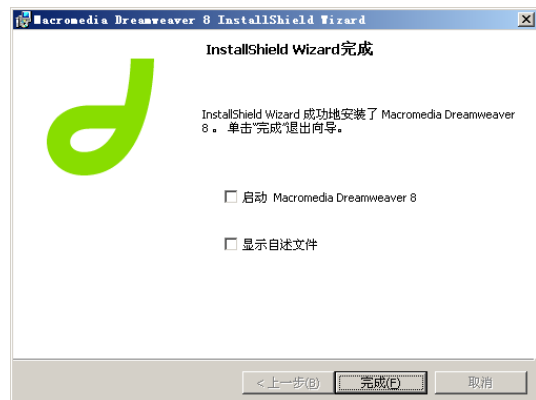 Macromedia Dreamweaver 8 InstallShield Wizard
InstallShield Wizard完成
InstallShield Wizard 成功地安装了 Macromedia Dreamweaver
8。 单击“完成”退出向导。
启动 Macromedia Dreamweaver 8
显示自述文件
< 上一步(B) 完成(F) 取消